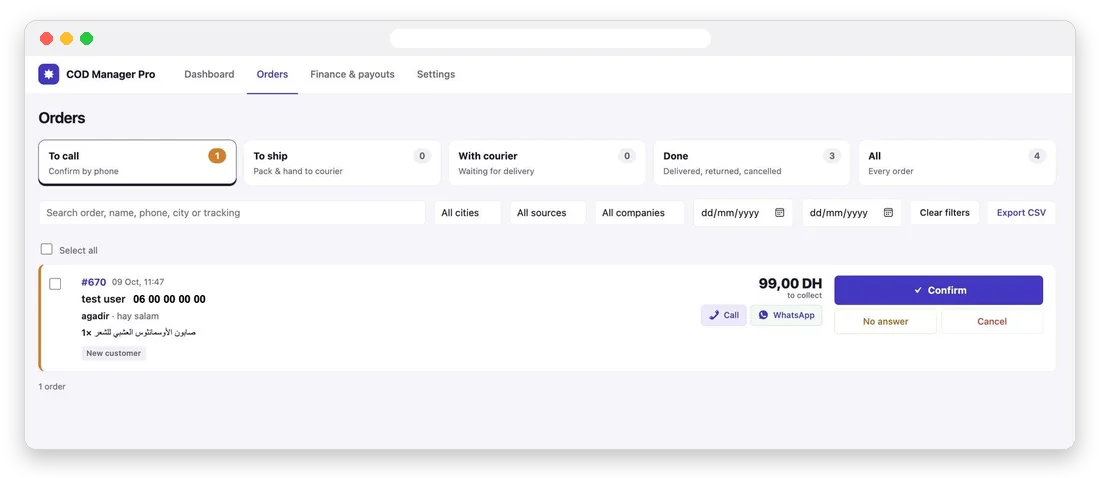 COD Manager Pro Dashboard Orders Finance & payouts Settings
Orders
To call 1
Confirm by phone
To ship 0
Pack & hand to courier
With courier 0
Waiting for delivery
Done 3
Delivered, returned, cancelled
All 4
Every order
Search order, name, phone, city or tracking All cities All sources All companies dd/mm/yyyy dd/mm/yyyy Clear filters Export CSV
Select all
#670 09 Oct, 11:47
test user 06 00 00 00 00
agadir · hay salam
1× صابون الأوسمانثوس العشبي للشعر
New customer
99,00 DH
to collect
Call WhatsApp
✓ Confirm
No answer Cancel
1 order